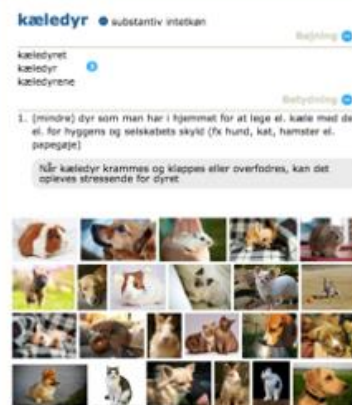 kæledyr ● substantiv intetkøn
Bøjning
kæledyret
kæledyr
kæledyrene
Betydning
1. (mindre) dyr som man har i hjemmet for at lege el. kæle med de
el. for hyggens og selskabets skyld (fx hund, kat, hamster el.
papegøje)
Når kæledyr krammes og klappes eller overfodres, kan det
opleves stressende for dyret